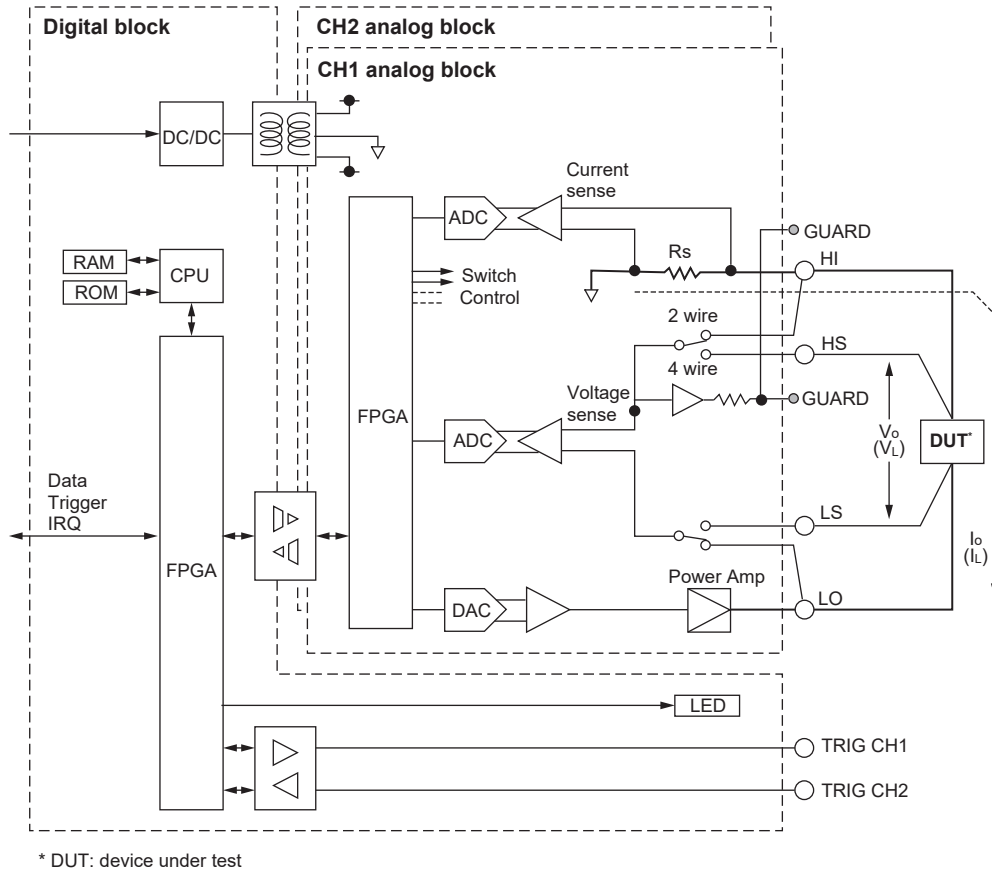 Digital block
CH2 analog block
CH1 analog block
DC/DC
Current
sense
ADC
GUARD
Rs
HI
RAM
CPU
ROM
Switch
Control
2 wire
HS
4 wire
Voltage
sense
GUARD
FPGA
ADC
Vo
(VL)
DUT*
Data
Trigger
IRQ
LS
Io
(IL)
FPGA
Power Amp
DAC
LO
LED
TRIG CH1
TRIG CH2
* DUT: device under test